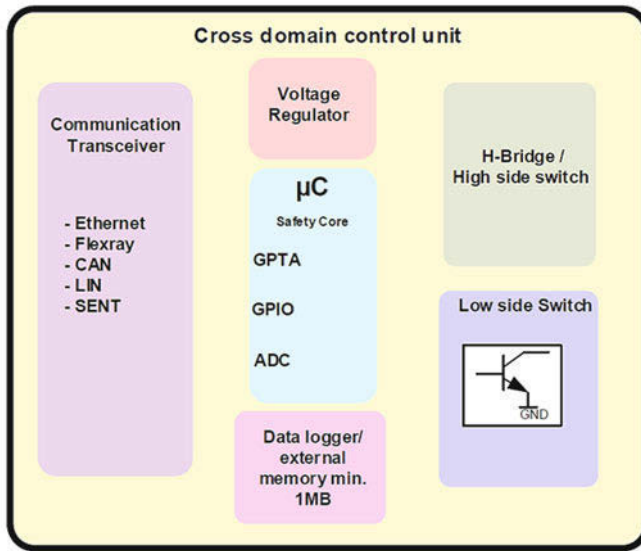 Cross domain control unit
Communication
Transceiver
- Ethernet
- Flexray
- CAN
- LIN
- SENT
Voltage
Regulator
µC
Safety Core
GPTA
GPIO
ADC
Data logger/
external
memory min.
1MB
H-Bridge /
High side switch
Low side Switch
GND